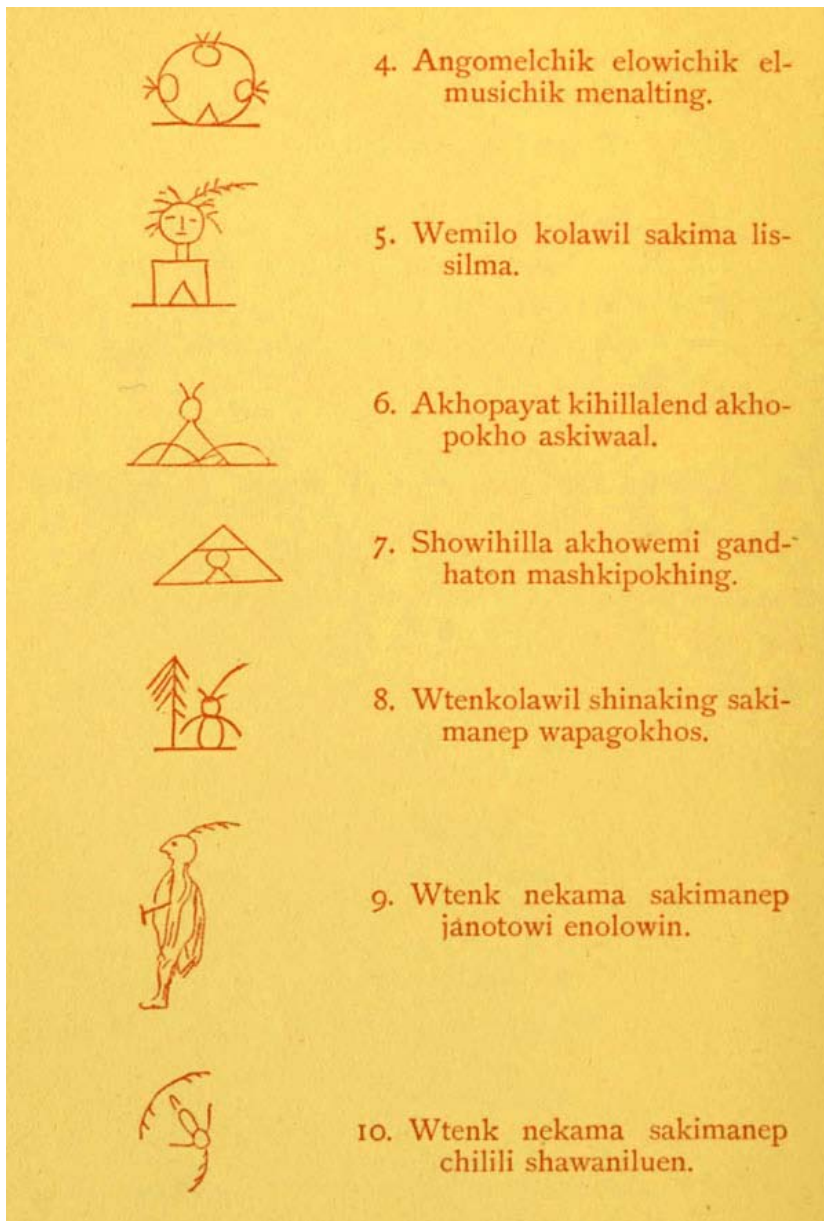 4. Angomelchik elowichik el-
musichik menalting.
5. Wemilo kolawil sakima lis-
silma.
6. Akhopayat kihillalend akho-
pokho askiwaal.
7. Showihilla akhowemi gand-
haton mashkipokhing.
8. Wtenkolawil shinaking saki-
manep wapagokhos.
9. Wtenk nekama sakimanep
janotowi enolowin.
10. Wtenk nekama sakimanep
chilili shawaniluen.